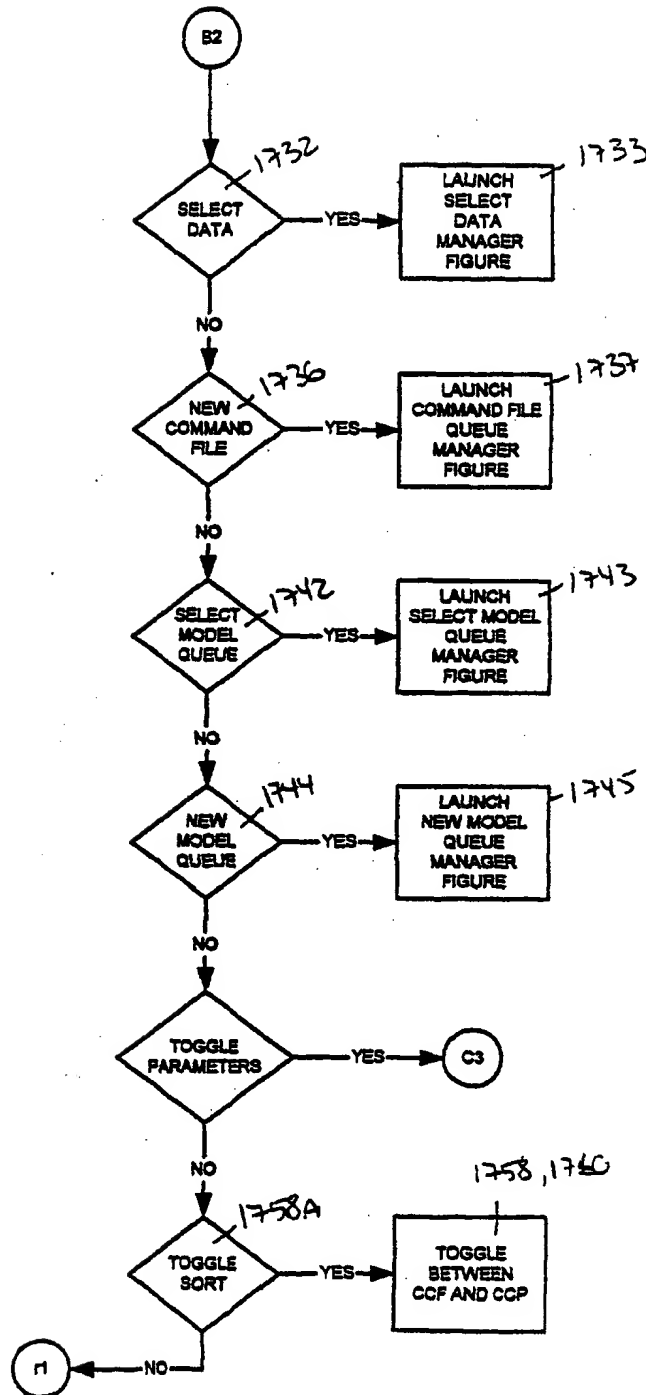 B2
1732
SELECT
DATA
YES
1733
LAUNCH
SELECT
DATA
MANAGER
FIGURE
NO
1736
NEW
COMMAND
FILE
YES
1737
LAUNCH
COMMAND FILE
QUEUE
MANAGER
FIGURE
NO
1742
SELECT
MODEL
QUEUE
YES
1743
LAUNCH
SELECT MODEL
QUEUE
MANAGER
FIGURE
NO
1744
NEW
MODEL
QUEUE
YES
1745
LAUNCH
NEW MODEL
QUEUE
MANAGER
FIGURE
NO
TOGGLE
PARAMETERS
YES
C3
NO
1758A
TOGGLE
SORT
YES
1758, 1760
TOGGLE
BETWEEN
CCF AND CCP
NO